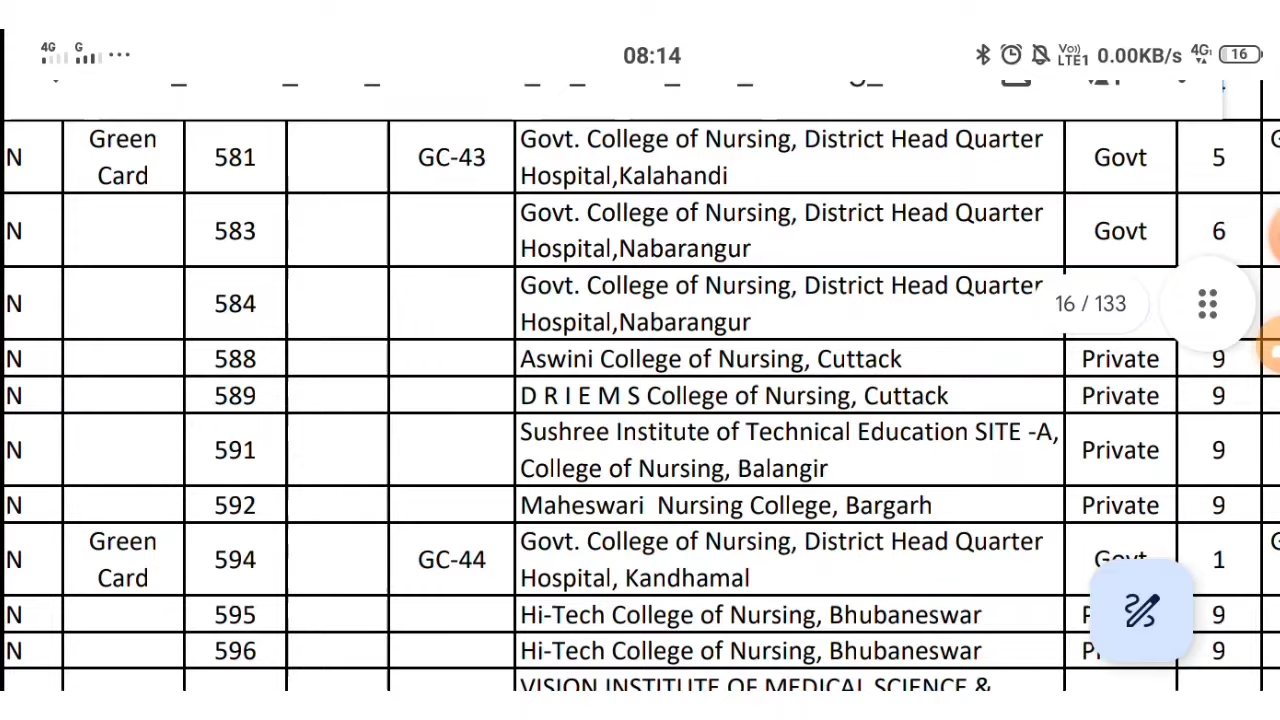 4G G ... 08:14 Vo)) LTE1 0.00KB/s 4G 16
N Green Card 581 GC-43 Govt. College of Nursing, District Head Quarter Hospital,Kalahandi Govt 5
N 583 Govt. College of Nursing, District Head Quarter Hospital,Nabarangur Govt 6
N 584 Govt. College of Nursing, District Head Quarter Hospital,Nabarangur
16 / 133
N 588 Aswini College of Nursing, Cuttack Private 9
N 589 D R I E M S College of Nursing, Cuttack Private 9
N 591 Sushree Institute of Technical Education SITE -A, College of Nursing, Balangir Private 9
N 592 Maheswari Nursing College, Bargarh Private 9
N Green Card 594 GC-44 Govt. College of Nursing, District Head Quarter Hospital, Kandhamal Govt 1
N 595 Hi-Tech College of Nursing, Bhubaneswar 9
N 596 Hi-Tech College of Nursing, Bhubaneswar 9
VISION INSTITUTE OF MEDICAL SCIENCE &